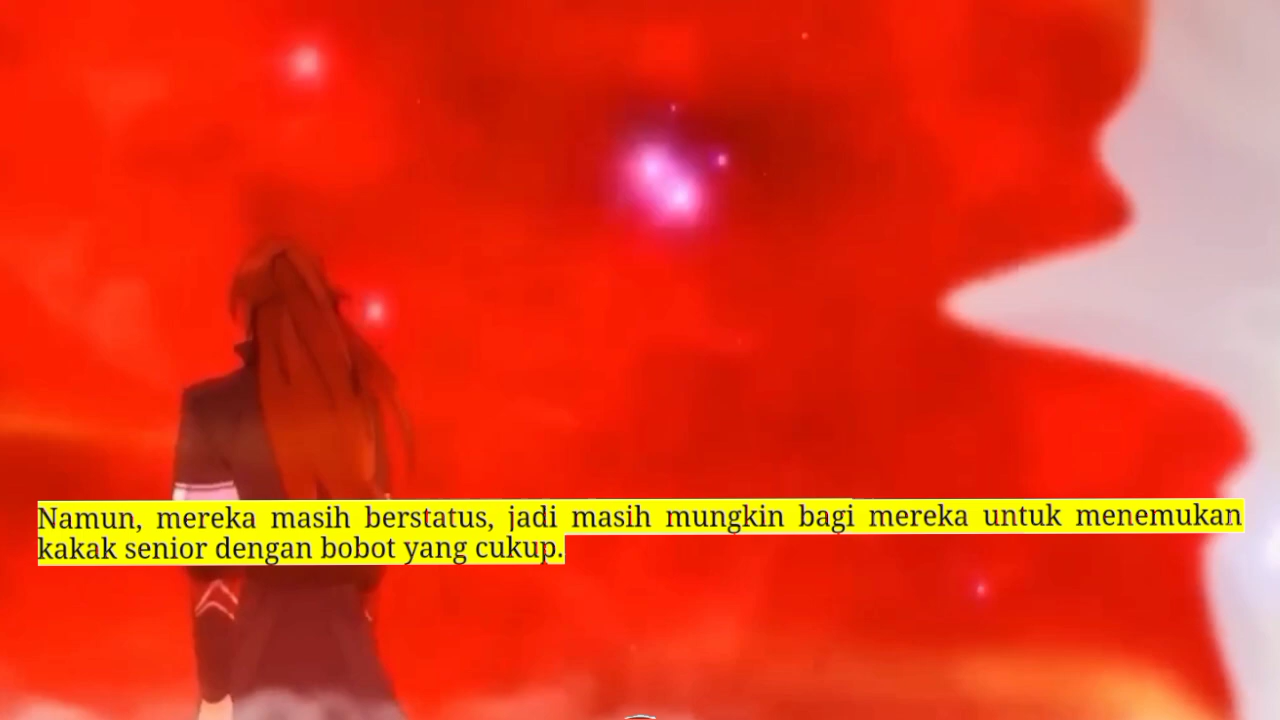 Namun, mereka masih berstatus, jadi masih mungkin bagi mereka untuk menemukan
kakak senior dengan bobot yang cukup.